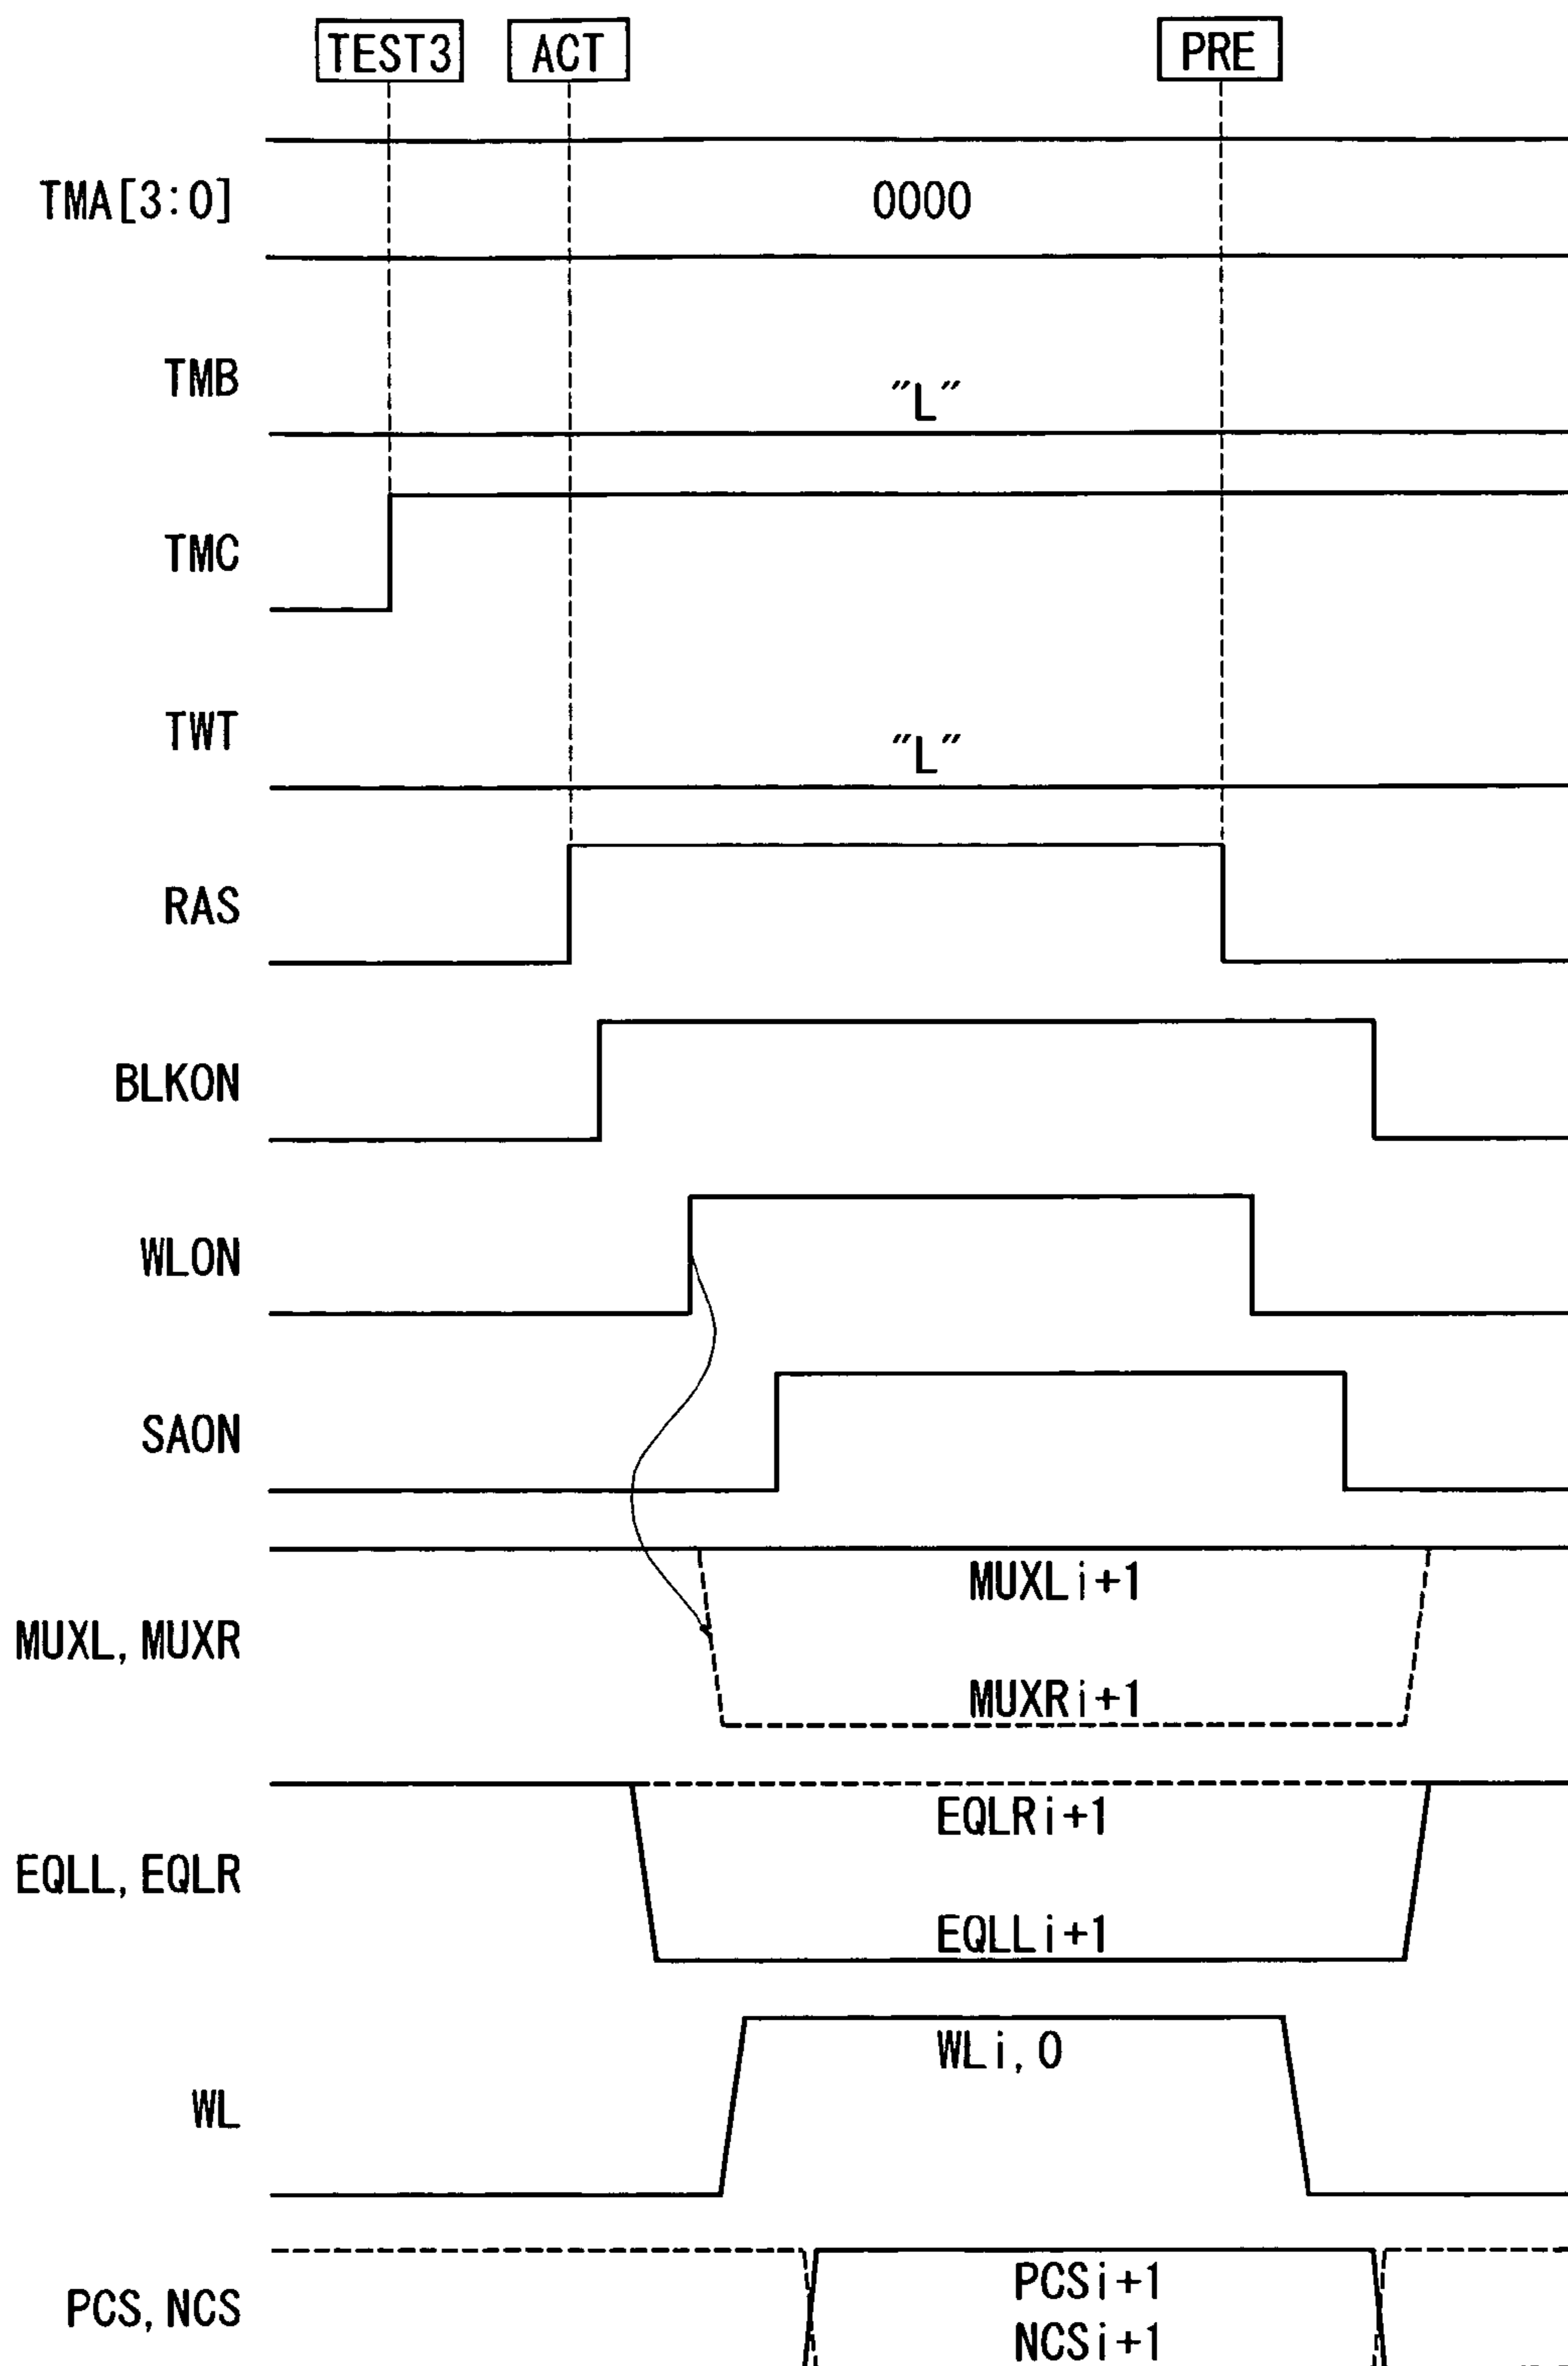 TEST3 ACT PRE
TMA[3:0] 0000
TMB "L"
TMC
TWT "L"
RAS
BLKON
WLON
SAON
MUXL, MUXR
MUXLi+1
MUXRi+1
EQLL, EQLR
EQLRi+1
EQLLi+1
WL
WLi, 0
PCS, NCS
PCSi+1
NCSi+1